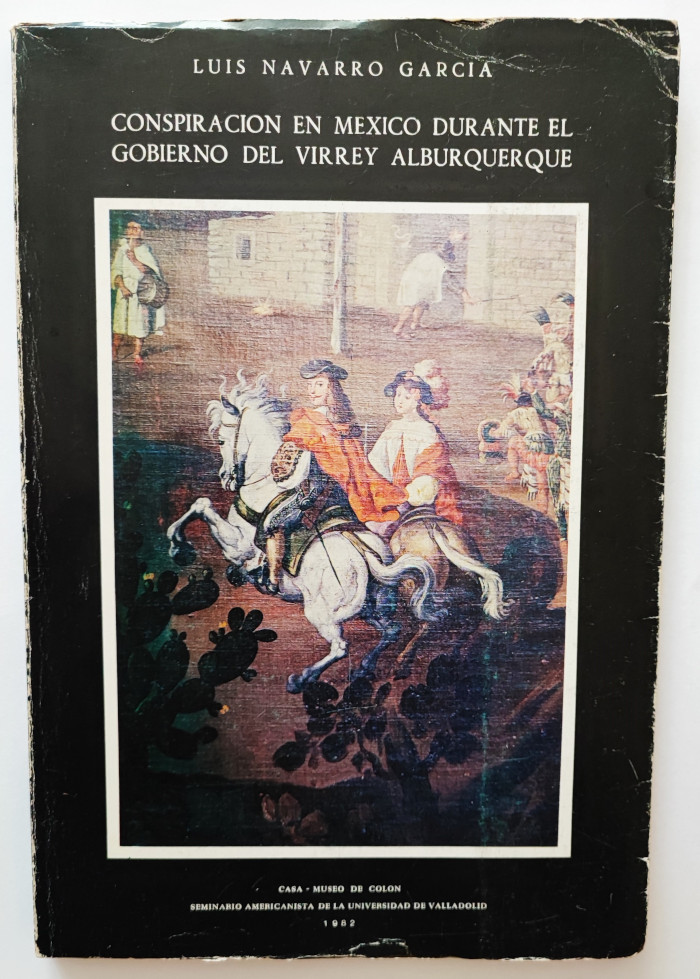 LUIS NAVARRO GARCIA
CONSPIRACION EN MEXICO DURANTE EL
GOBIERNO DEL VIRREY ALBURQUERQUE
CASA - MUSEO DE COLON
SEMINARIO AMERICANISTA DE LA UNIVERSIDAD DE VALLADOLID
1982